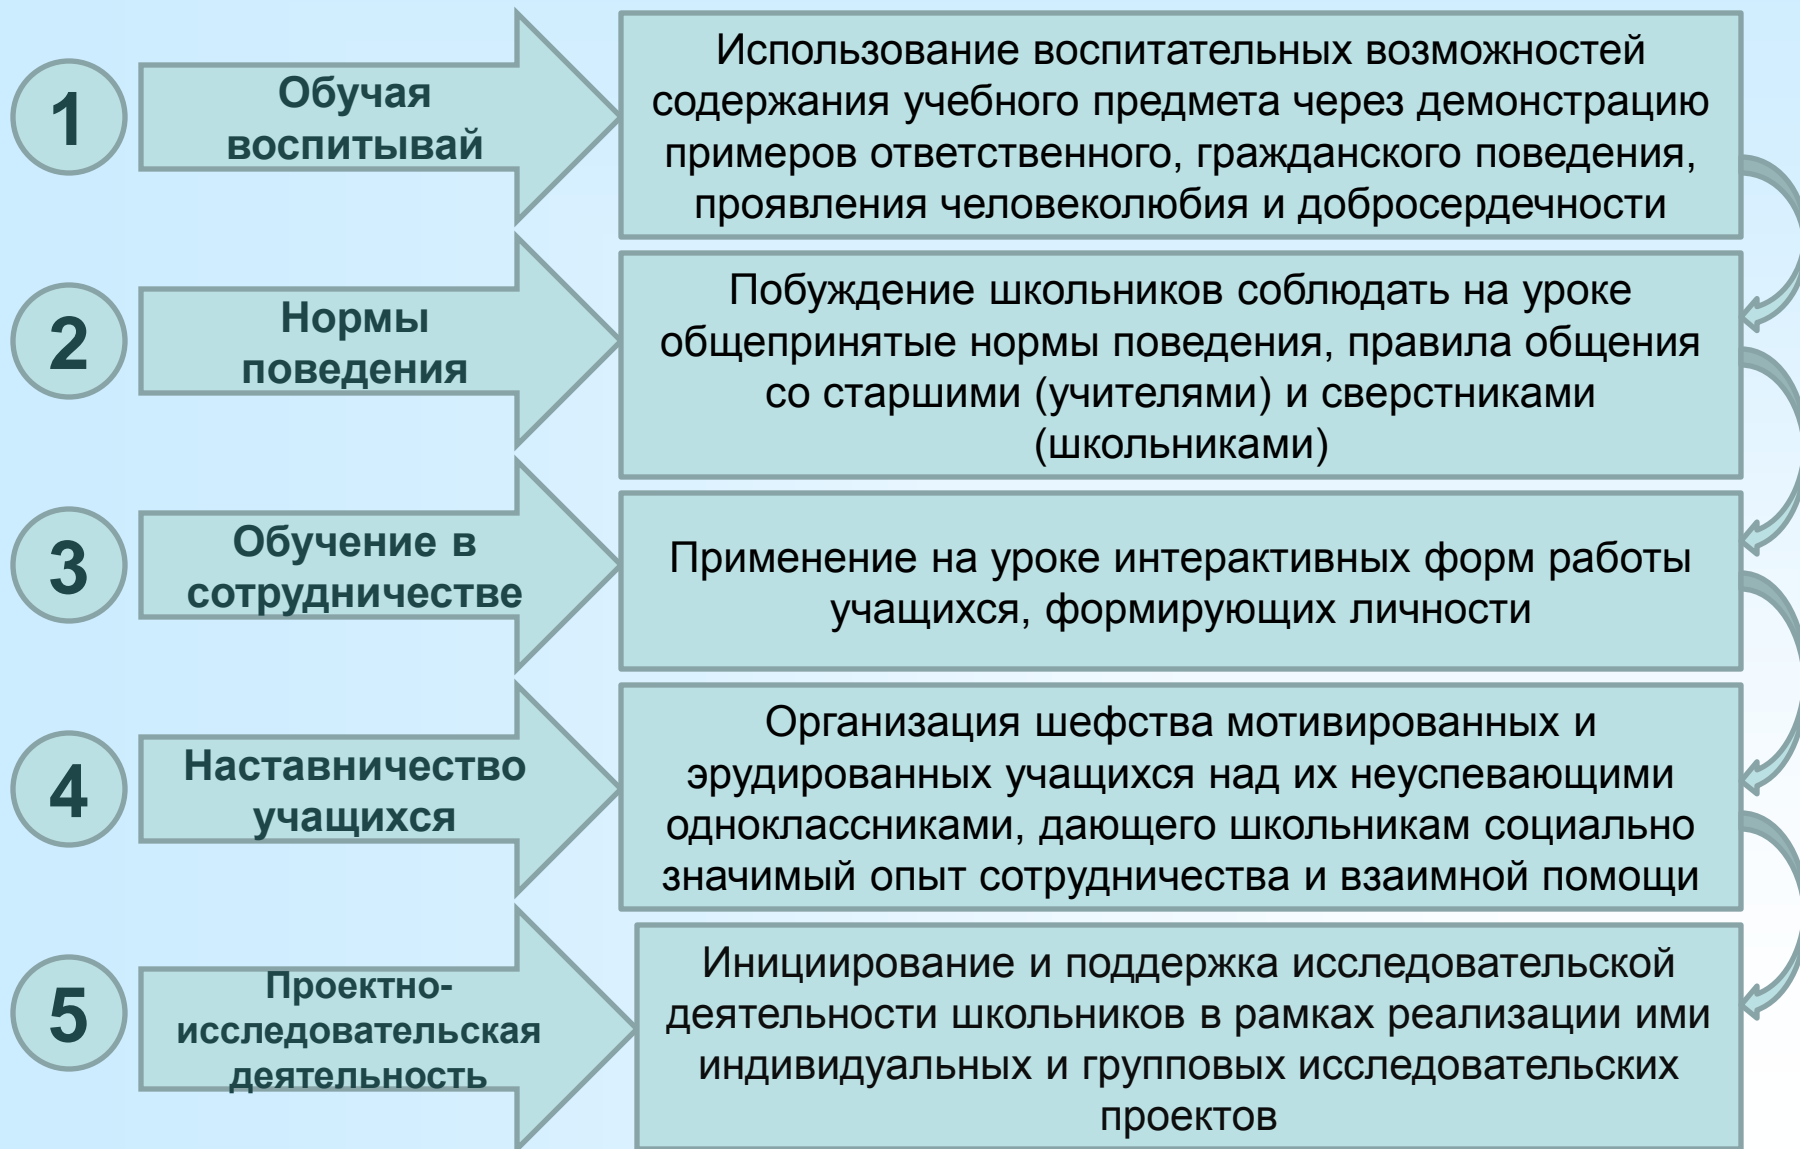 1
Обучая
воспитывай
Использование воспитательных возможностей
содержания учебного предмета через демонстрацию
примеров ответственного, гражданского поведения,
проявления человеколюбия и добросердечности
2
Нормы
поведения
Побуждение школьников соблюдать на уроке
общепринятые нормы поведения, правила общения
со старшими (учителями) и сверстниками
(школьниками)
3
Обучение в
сотрудничестве
Применение на уроке интерактивных форм работы
учащихся, формирующих личности
4
Наставничество
учащихся
Организация шефства мотивированных и
эрудированных учащихся над их неуспевающими
одноклассниками, дающего школьникам социально
значимый опыт сотрудничества и взаимной помощи
5
Проектно-
исследовательская
деятельность
Инициирование и поддержка исследовательской
деятельности школьников в рамках реализации ими
индивидуальных и групповых исследовательских
проектов